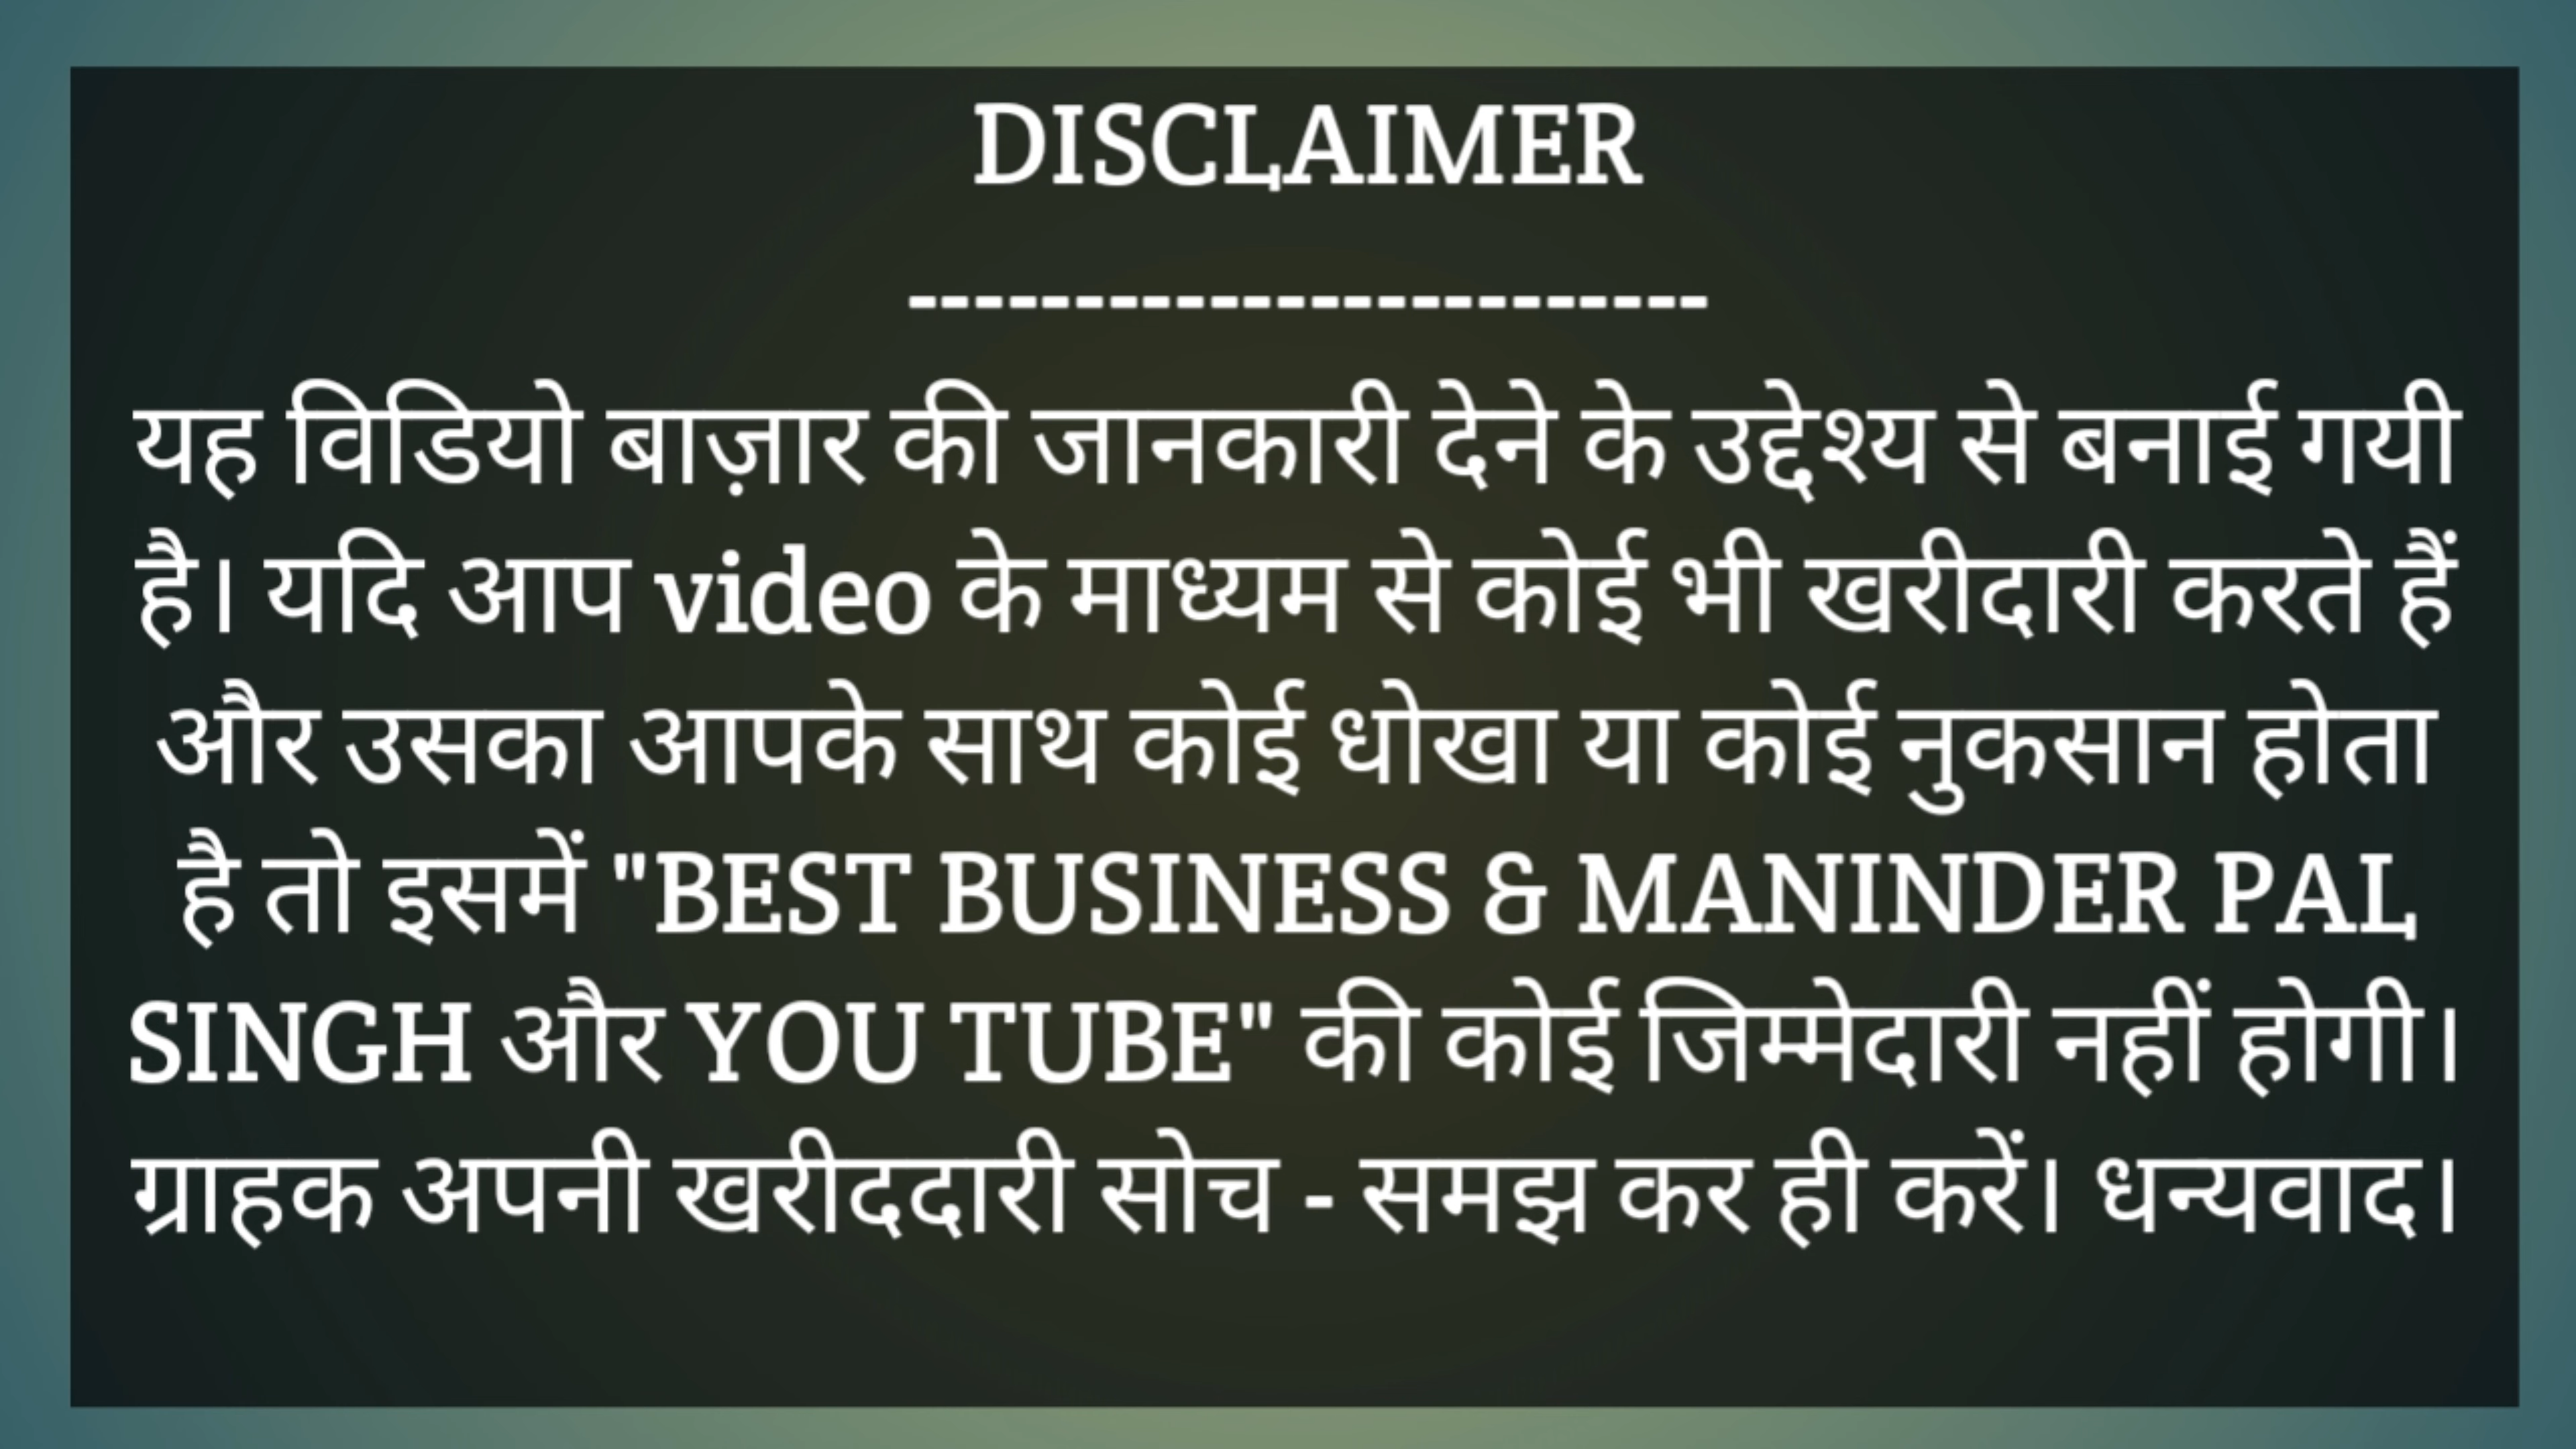 DISCLAIMER
------------------------
यह विडियो बाज़ार की जानकारी देने के उद्देश्य से बनाई गयी
है। यदि आप video के माध्यम से कोई भी खरीदारी करते हैं
और उसका आपके साथ कोई धोखा या कोई नुकसान होता
है तो इसमें "BEST BUSINESS & MANINDER PAL
SINGH और YOU TUBE" की कोई जिम्मेदारी नहीं होगी।
ग्राहक अपनी खरीददारी सोच - समझ कर ही करें। धन्यवाद।